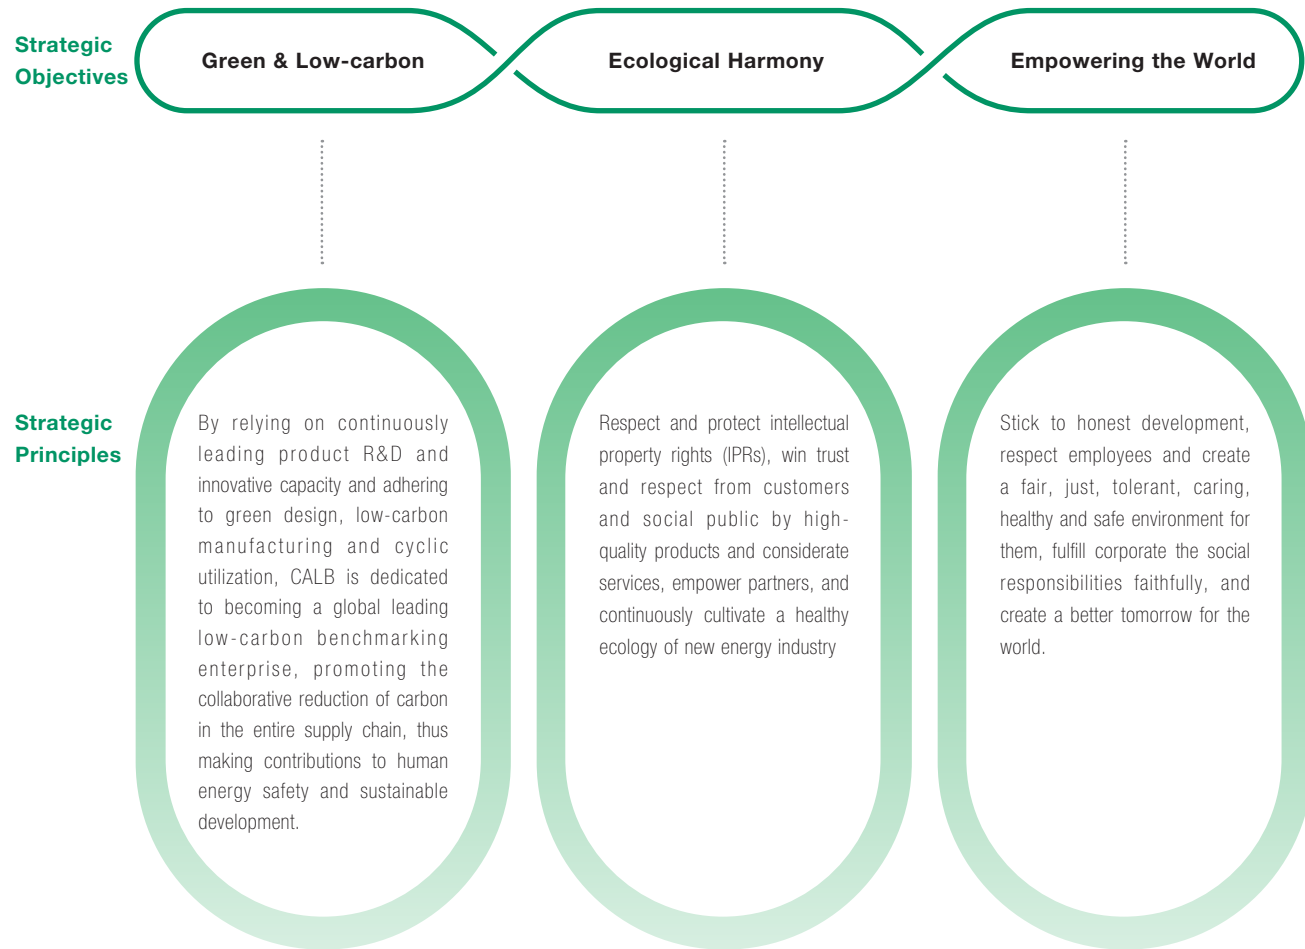 Strategic
Objectives
Green & Low-carbon
Ecological Harmony
Empowering the World
Strategic
Principles
By relying on continuously
leading product R&D and
innovative capacity and adhering
to green design, low-carbon
manufacturing and cyclic
utilization, CALB is dedicated
to becoming a global leading
low-carbon benchmarking
enterprise, promoting the
collaborative reduction of carbon
in the entire supply chain, thus
making contributions to human
energy safety and sustainable
development.
Respect and protect intellectual
property rights (IPRs), win trust
and respect from customers
and social public by high-
quality products and considerate
services, empower partners, and
continuously cultivate a healthy
ecology of new energy industry
Stick to honest development,
respect employees and create
a fair, just, tolerant, caring,
healthy and safe environment for
them, fulfill corporate the social
responsibilities faithfully, and
create a better tomorrow for the
world.